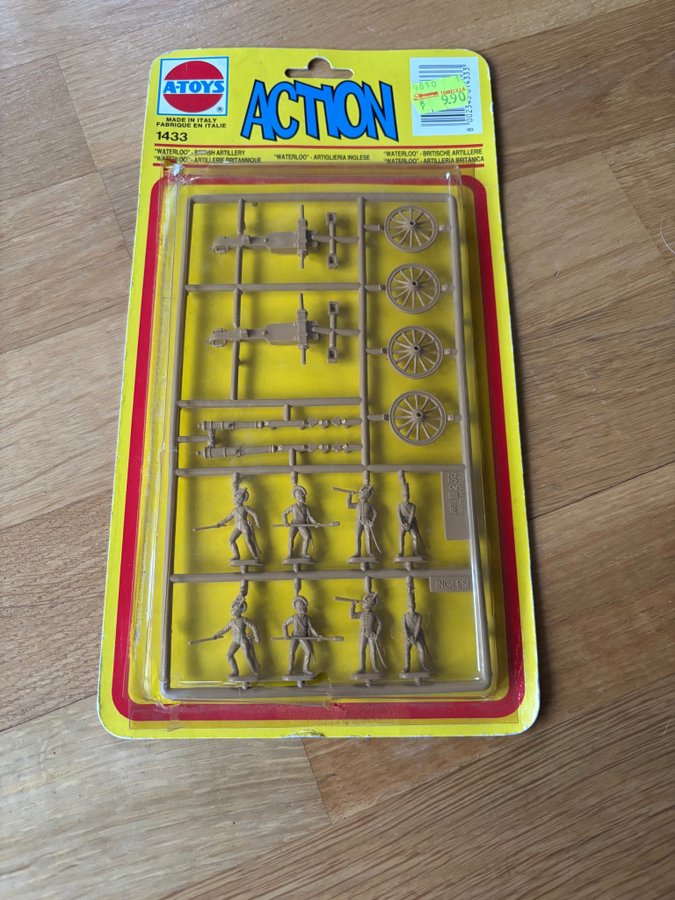 A-TOYS
®
MADE IN ITALY
FABRIQUE EN ITALIE
1433
ACTION
9.90
"WATERLOO" - BRITISH ARTILLERY
"WATERLOO" - ARTILLERIE BRITANNIQUE
"WATERLOO" - ARTIGLIERIA INGLESE
"WATERLOO" - BRITISCHE ARTILLERIE
"WATERLOO" - ARTILLERIA BRITANICA
INGLESI